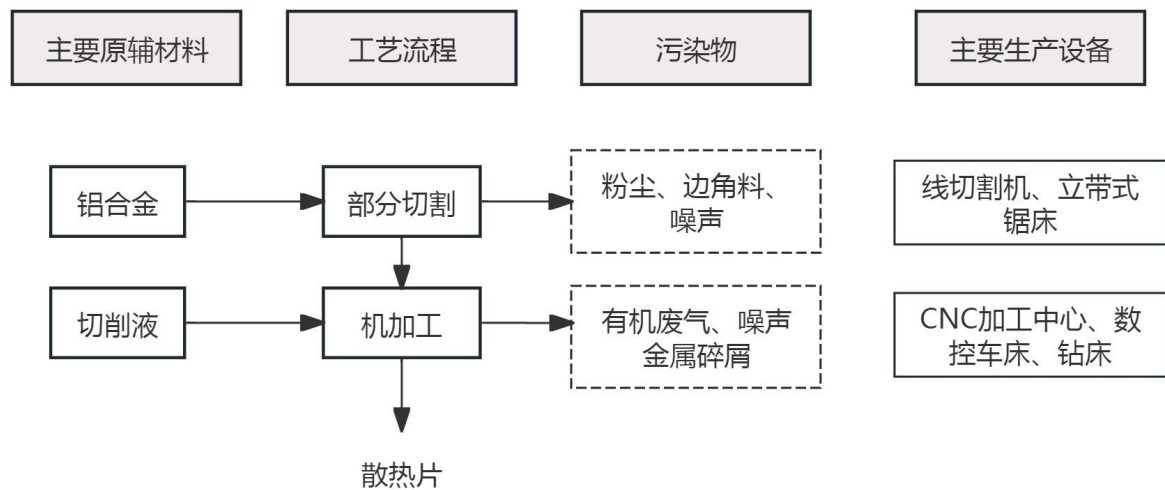 主要原辅材料
工艺流程
污染物
主要生产设备
铝合金
部分切割
粉尘、边角料、
噪声
线切割机、立带式
锯床
切削液
机加工
有机废气、噪声
金属碎屑
CNC加工中心、数
控车床、钻床
散热片